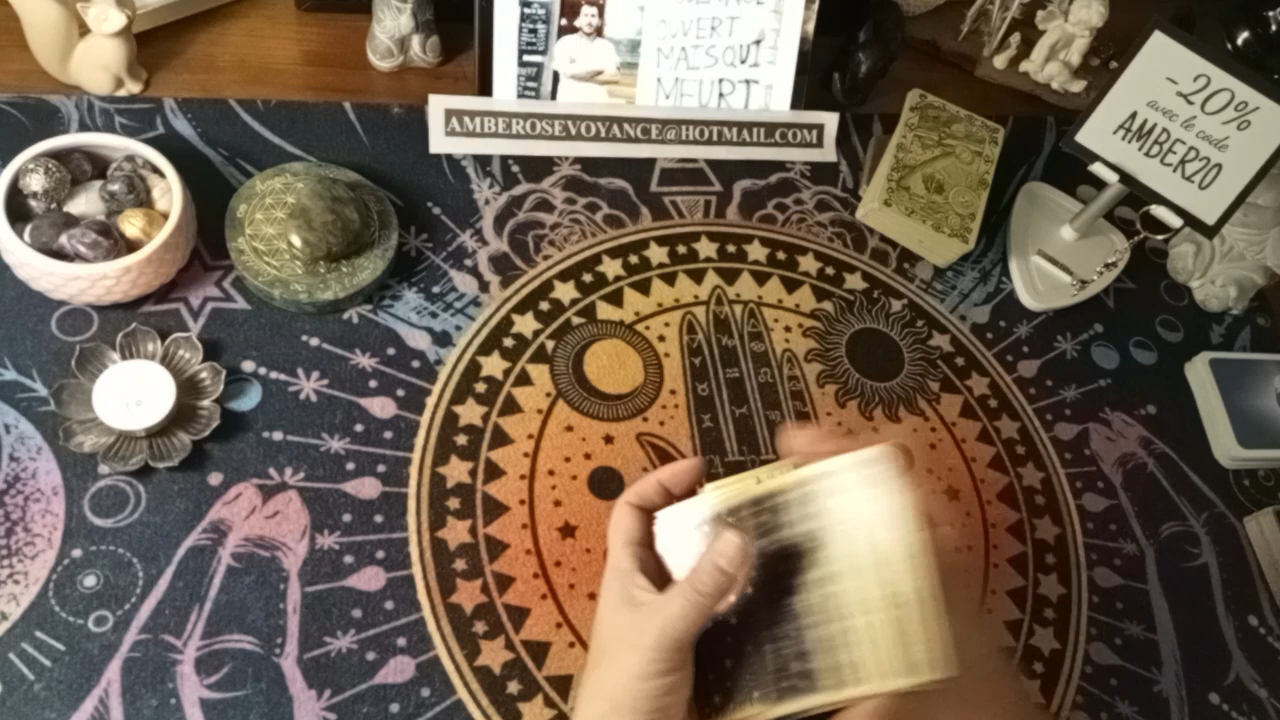 OUVERT
MAIS QUI
MEURT
AMBEROSEVOYANCE@HOTMAIL.COM
-20%
avec le code
AMBER20